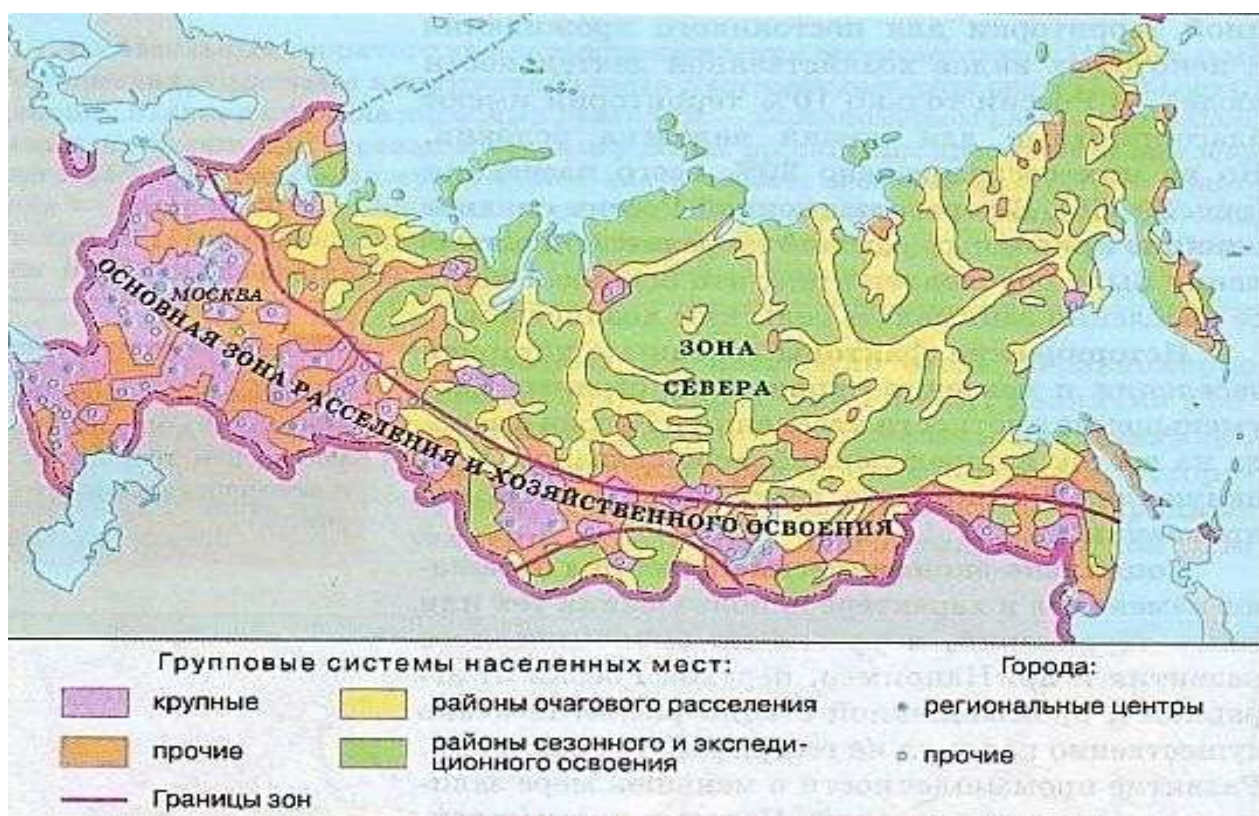 МОСКВА
ОСНОВНАЯ ЗОНА РАССЕЛЕНИЯ И ХОЗЯЙСТВЕННОГО ОСВОЕНИЯ
ЗОНА
СЕВЕРА
Групповые системы населенных мест:
крупные
прочие
Границы зон
районы очагового расселения
районы сезонного и экспеди-
ционного освоения
Города:
региональные центры
прочие